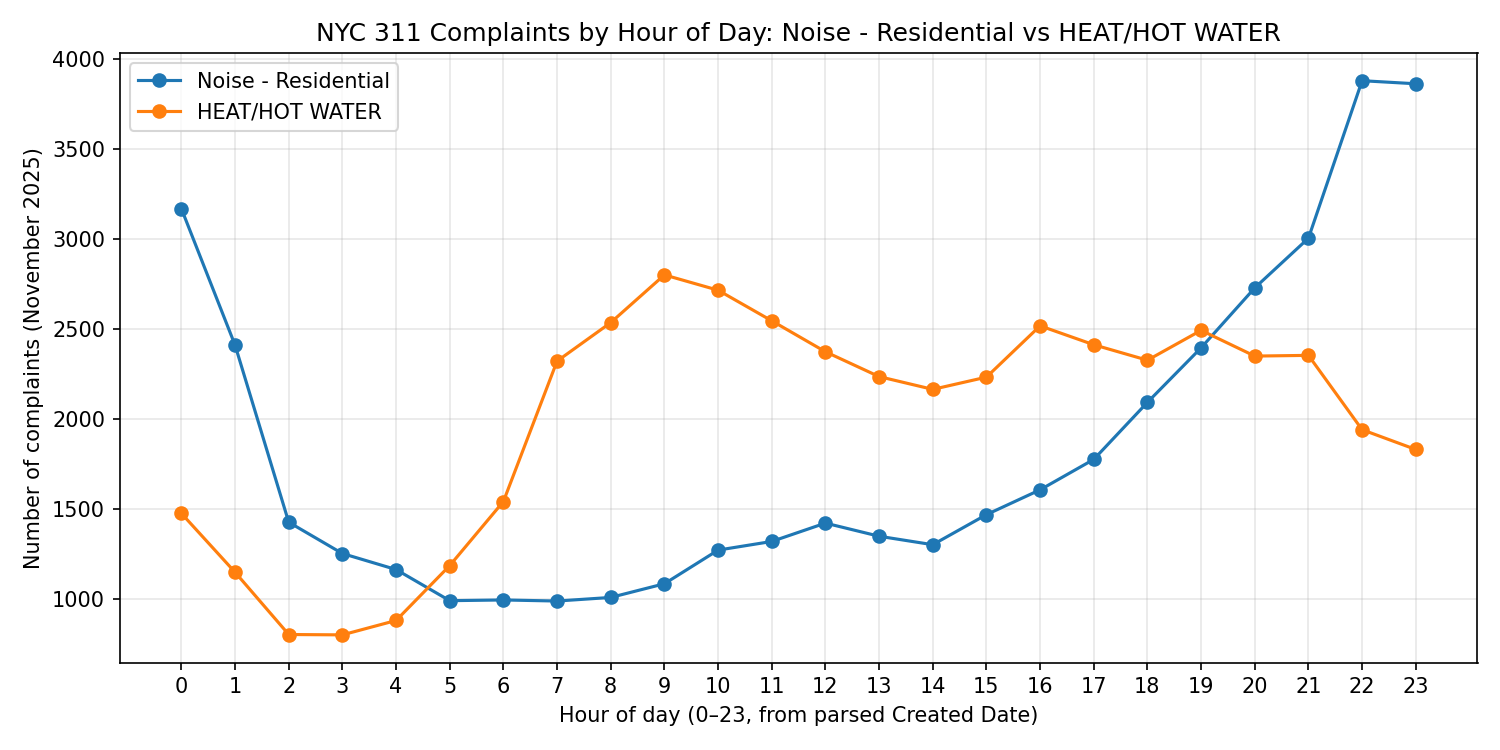 NYC 311 Complaints by Hour of Day: Noise - Residential vs HEAT/HOT WATER
Noise - Residential
HEAT/HOT WATER
Number of complaints (November 2025)
4000
3500
3000
2500
2000
1500
1000
0 1 2 3 4 5 6 7 8 9 10 11 12 13 14 15 16 17 18 19 20 21 22 23
Hour of day (0–23, from parsed Created Date)